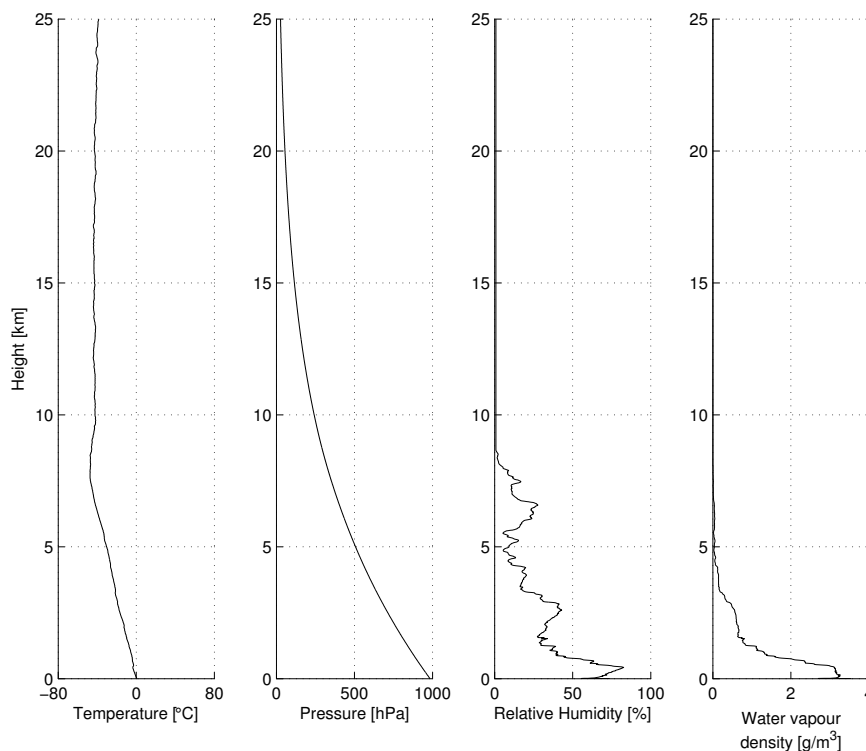 25
20
15
10
5
0
−80 0 80
Temperature [°C]
Height [km]
25
20
15
10
5
0
0 500 1000
Pressure [hPa]
25
20
15
10
5
0
0 50 100
Relative Humidity [%]
25
20
15
10
5
0
0 2 4
Water vapour
density [g/m³]